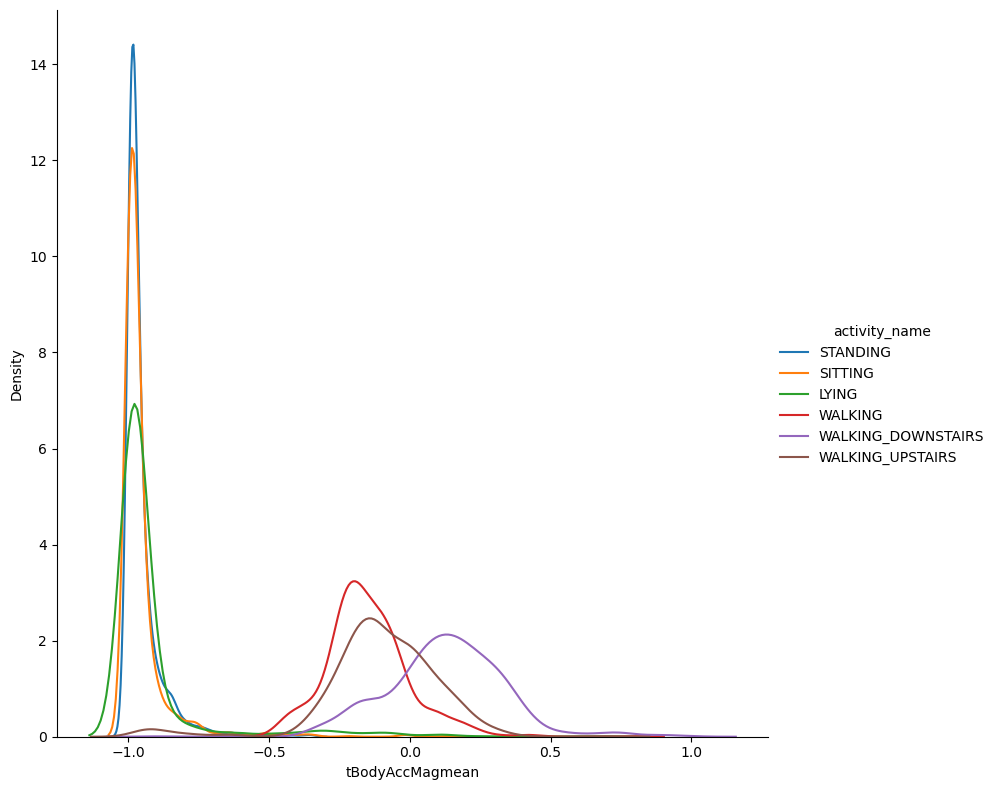 14
12
10
8
6
4
2
0
Density
−1.0
−0.5
0.0
0.5
1.0
tBodyAccMagmean
activity_name
STANDING
SITTING
LYING
WALKING
WALKING_DOWNSTAIRS
WALKING_UPSTAIRS